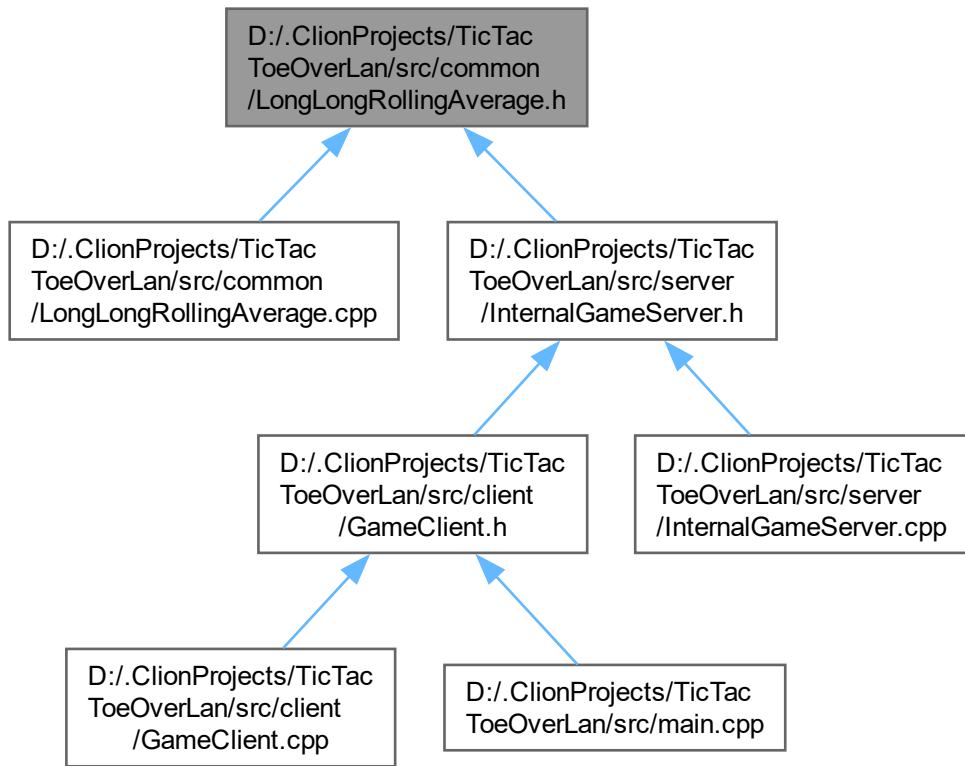 D:/.ClionProjects/TicTac
ToeOverLan/src/common
/LongLongRollingAverage.h
D:/.ClionProjects/TicTac
ToeOverLan/src/common
/LongLongRollingAverage.cpp
D:/.ClionProjects/TicTac
ToeOverLan/src/server
/InternalGameServer.h
D:/.ClionProjects/TicTac
ToeOverLan/src/client
/GameClient.h
D:/.ClionProjects/TicTac
ToeOverLan/src/server
/InternalGameServer.cpp
D:/.ClionProjects/TicTac
ToeOverLan/src/client
/GameClient.cpp
D:/.ClionProjects/TicTac
ToeOverLan/src/main.cpp